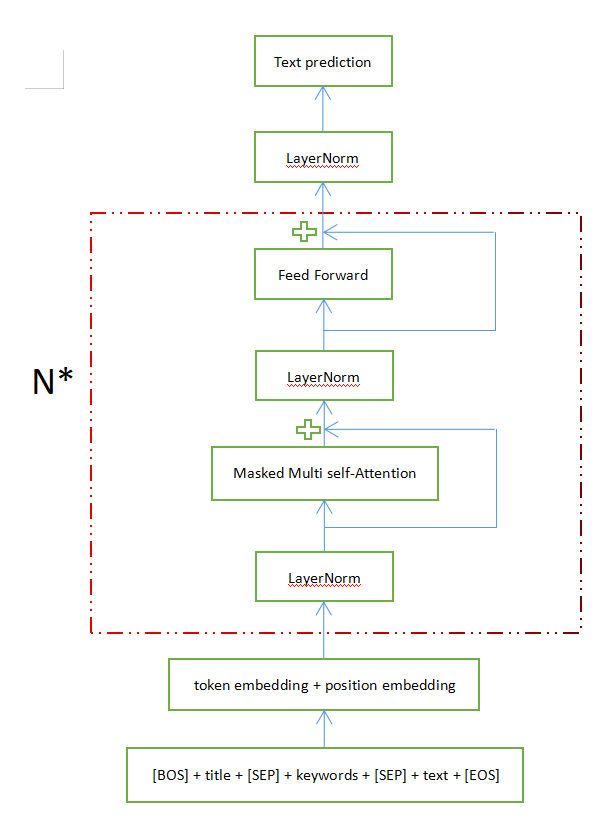 Text prediction
LayerNorm
Feed Forward
LayerNorm
N*
Masked Multi self-Attention
LayerNorm
token embedding + position embedding
[BOS] + title + [SEP] + keywords + [SEP] + text + [EOS]